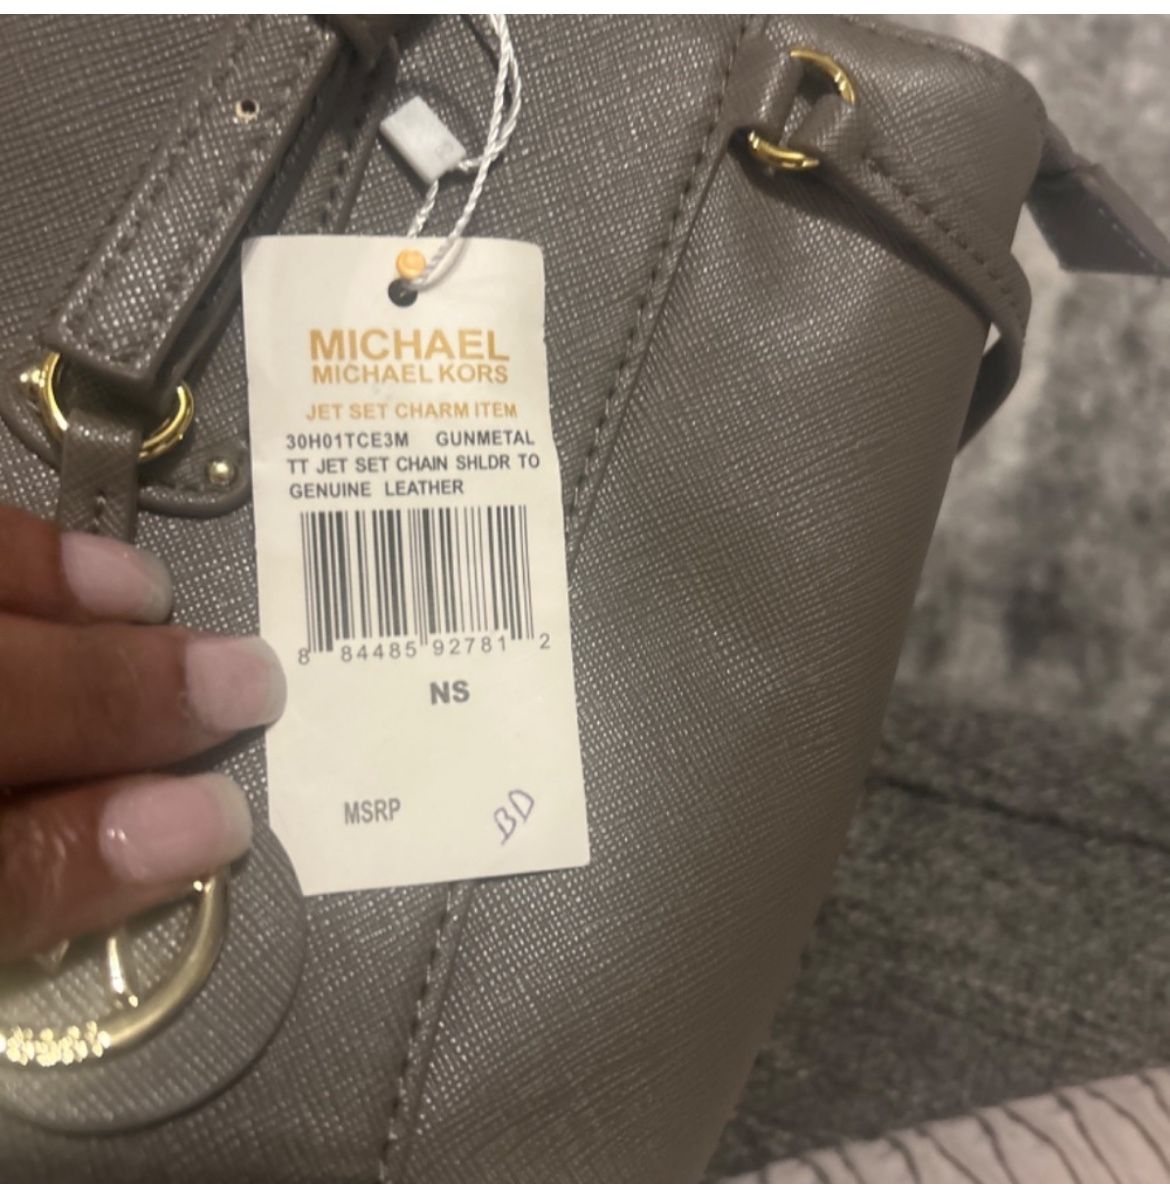 MICHAEL
MICHAEL KORS
JET SET CHARM ITEM
30H01TCE3M GUNMETAL
TT JET SET CHAIN SHLDR TO
GENUINE LEATHER
8 84485 92781 2
NS
MSRP
BD